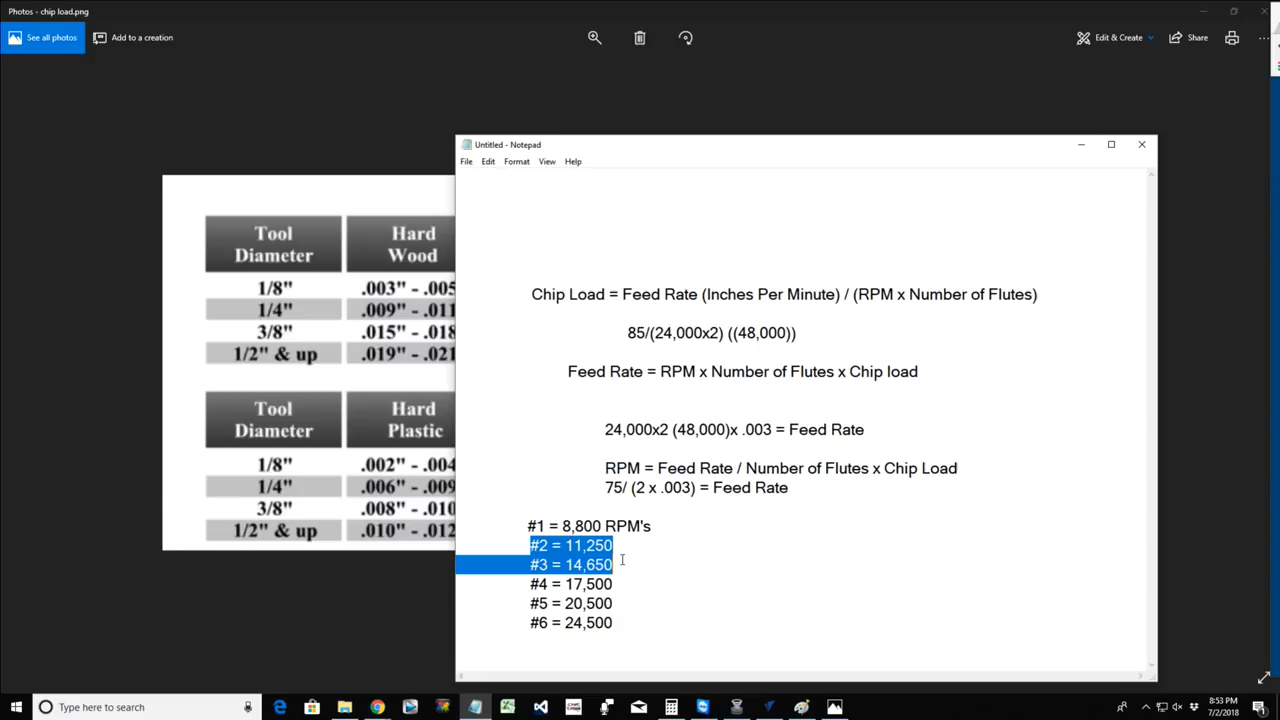 Photos - chip load.png
See all photos
Add to a creation
Edit & Create
Share
Untitled - Notepad
File Edit Format View Help
Tool Diameter Hard Wood
1/8" .003" - .005
1/4" .009" - .011
3/8" .015" - .018
1/2" & up .019" - .021
Tool Diameter Hard Plastic
1/8" .002" - .004
1/4" .006" - .009
3/8" .008" - .010
1/2" & up .010" - .012
Chip Load = Feed Rate (Inches Per Minute) / (RPM x Number of Flutes)
85/(24,000x2) ((48,000))
Feed Rate = RPM x Number of Flutes x Chip load
24,000x2 (48,000)x .003 = Feed Rate
RPM = Feed Rate / Number of Flutes x Chip Load
75/ (2 x .003) = Feed Rate
#1 = 8,800 RPM's
#2 = 11,250
#3 = 14,650
#4 = 17,500
#5 = 20,500
#6 = 24,500
Type here to search
8:53 PM
7/2/2018